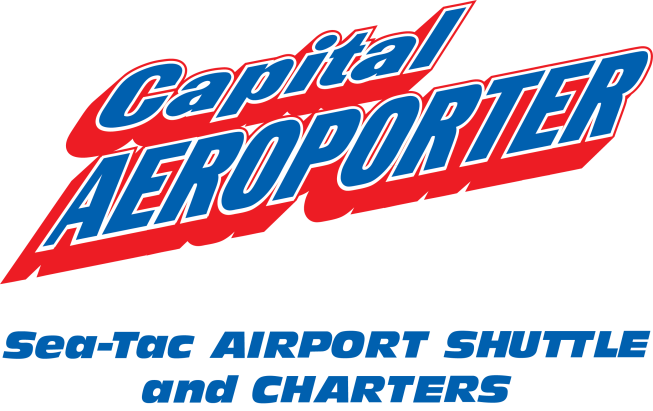 Capital
AEROPORTER
Sea-Tac AIRPORT SHUTTLE
and CHARTERS